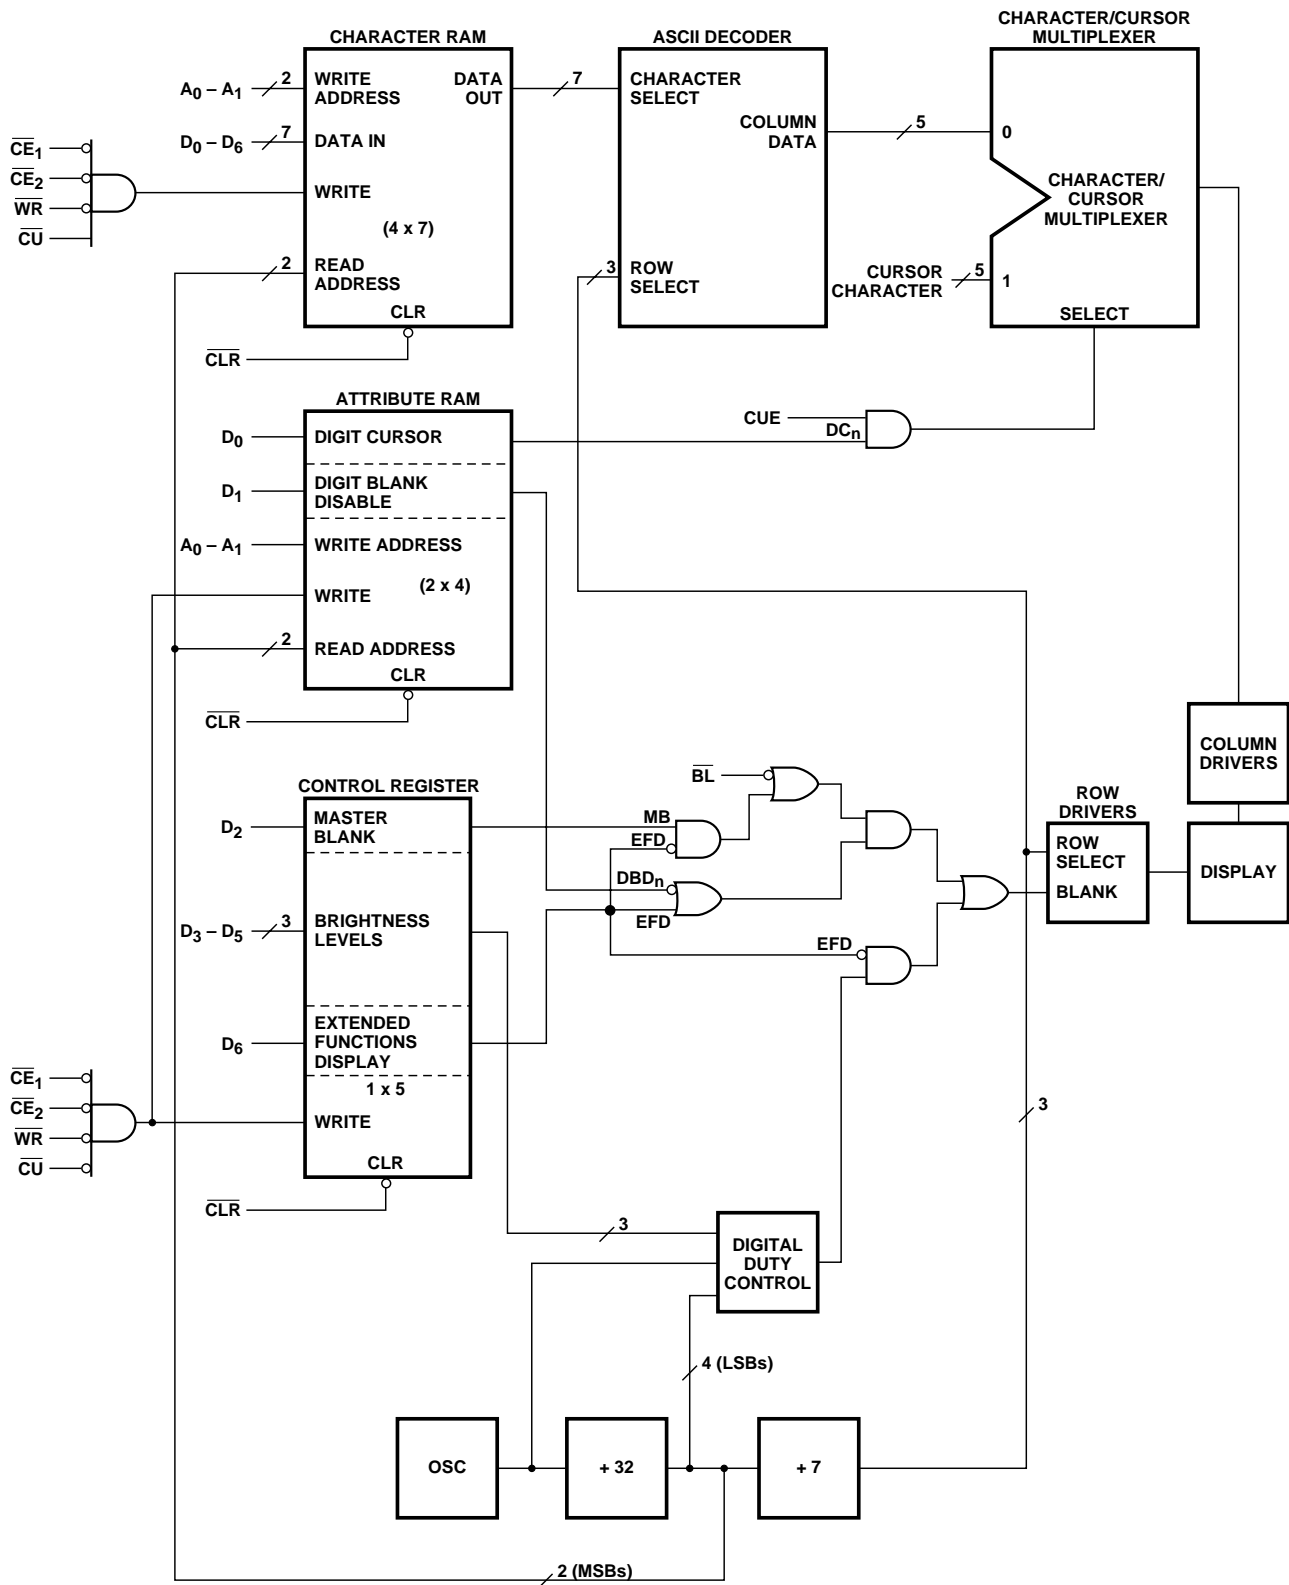 CHARACTER RAM
A0 – A1
2
WRITE
ADDRESS
DATA
OUT
D0 – D6
7
DATA IN
CE1
CE2
WR
CU
WRITE
(4 x 7)
2
READ
ADDRESS
CLR
CLR
7
ASCII DECODER
CHARACTER
SELECT
COLUMN
DATA
3
ROW
SELECT
5
CHARACTER/CURSOR
MULTIPLEXER
0
CHARACTER/
CURSOR
MULTIPLEXER
CURSOR
CHARACTER
5
1
SELECT
ATTRIBUTE RAM
D0
DIGIT CURSOR
D1
DIGIT BLANK
DISABLE
A0 – A1
WRITE ADDRESS
(2 x 4)
WRITE
2
READ ADDRESS
CLR
CLR
CUE
DCn
CONTROL REGISTER
D2
MASTER
BLANK
D3 – D5
3
BRIGHTNESS
LEVELS
D6
EXTENDED
FUNCTIONS
DISPLAY
1 x 5
CE1
CE2
WR
CU
WRITE
CLR
CLR
BL
MB
EFD
DBDn
EFD
EFD
ROW
DRIVERS
ROW
SELECT
BLANK
COLUMN
DRIVERS
DISPLAY
3
3
DIGITAL
DUTY
CONTROL
4 (LSBs)
OSC
+ 32
+ 7
2 (MSBs)